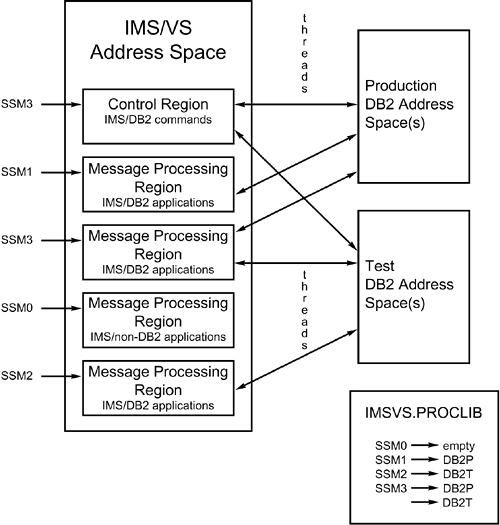 IMS/VS
Address Space
threads
SSM3
Control Region
IMS/DB2 commands
Production
DB2 Address
Space(s)
SSM1
Message Processing
Region
IMS/DB2 applications
SSM3
Message Processing
Region
IMS/DB2 applications
Test
DB2 Address
Space(s)
threads
SSM0
Message Processing
Region
IMS/non-DB2 applications
SSM2
Message Processing
Region
IMS/DB2 applications
IMSVS.PROCLIB
SSM0 empty
SSM1 DB2P
SSM2 DB2T
SSM3 DB2P
DB2T